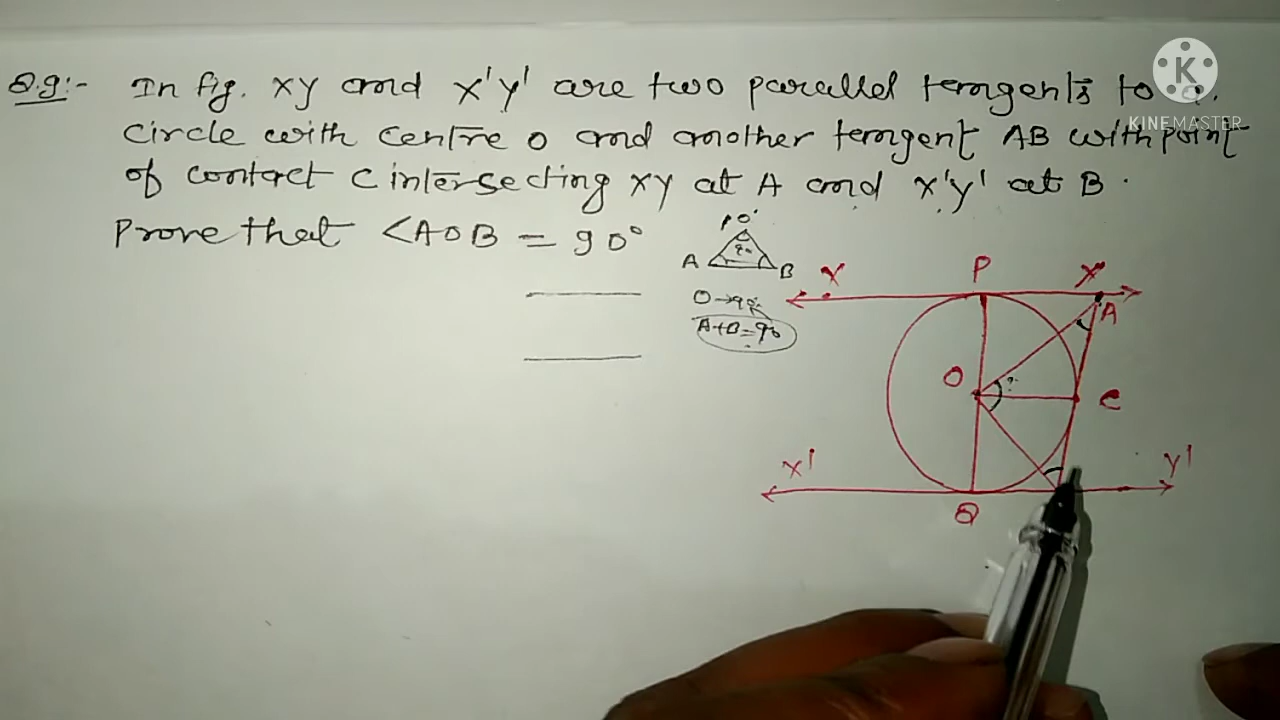 Q.9:- In fig. XY and X'Y' are two parallel tangents to a
Circle with Centre O and another tangent AB with point
of contact C intersecting XY at A and X'Y' at B.
Prove that <AOB = 90°
K
KINEMASTER
O
90
A B
O→90
A+B=90
X P Y
A
O ?
C
X' Y'
Q